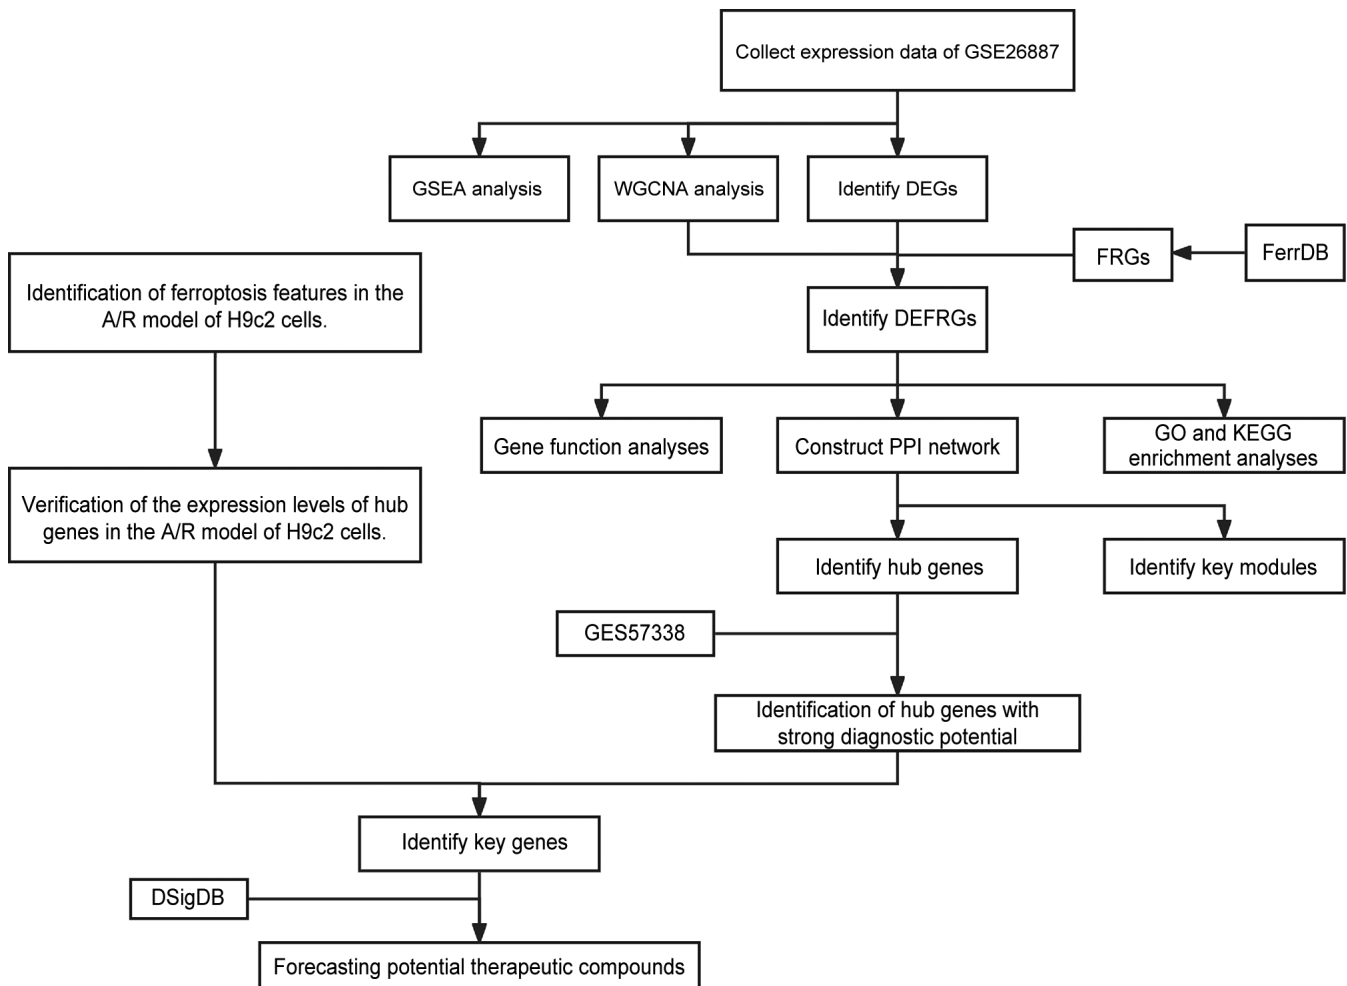 Collect expression data of GSE26887
GSEA analysis
WGCNA analysis
Identify DEGs
FRGs
FerrDB
Identification of ferroptosis features in the
A/R model of H9c2 cells.
Identify DEFRGs
Gene function analyses
Construct PPI network
GO and KEGG
enrichment analyses
Verification of the expression levels of hub
genes in the A/R model of H9c2 cells.
Identify hub genes
Identify key modules
GES57338
Identification of hub genes with
strong diagnostic potential
Identify key genes
DSigDB
Forecasting potential therapeutic compounds